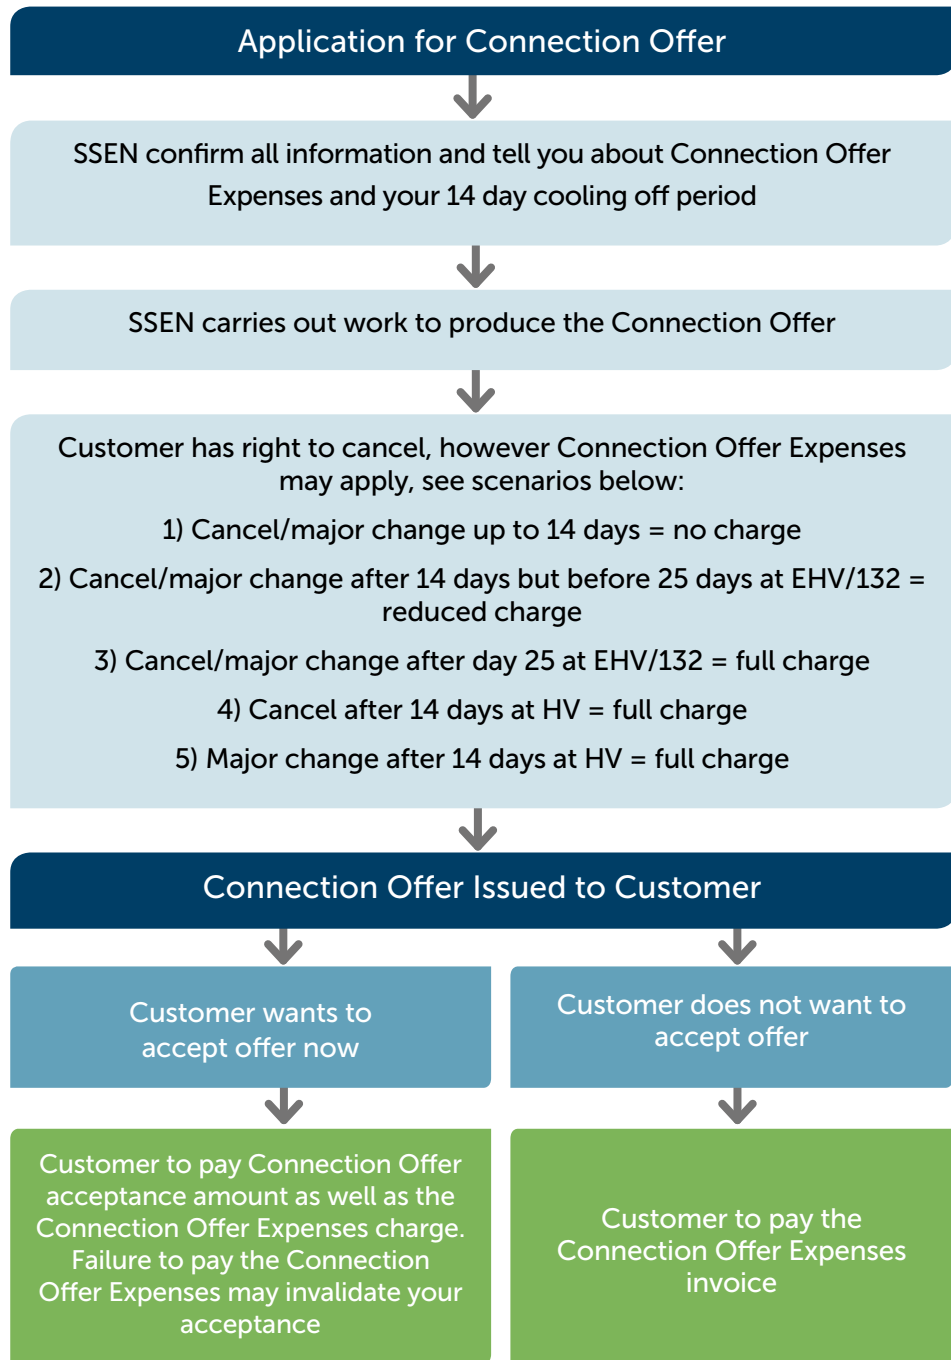 Application for Connection Offer
SSEN confirm all information and tell you about Connection Offer
Expenses and your 14 day cooling off period
SSEN carries out work to produce the Connection Offer
Customer has right to cancel, however Connection Offer Expenses
may apply, see scenarios below:
1) Cancel/major change up to 14 days = no charge
2) Cancel/major change after 14 days but before 25 days at EHV/132 =
reduced charge
3) Cancel/major change after day 25 at EHV/132 = full charge
4) Cancel after 14 days at HV = full charge
5) Major change after 14 days at HV = full charge
Connection Offer Issued to Customer
Customer wants to
accept offer now
Customer does not want to
accept offer
Customer to pay Connection Offer
acceptance amount as well as the
Connection Offer Expenses charge.
Failure to pay the Connection
Offer Expenses may invalidate your
acceptance
Customer to pay the
Connection Offer Expenses
invoice